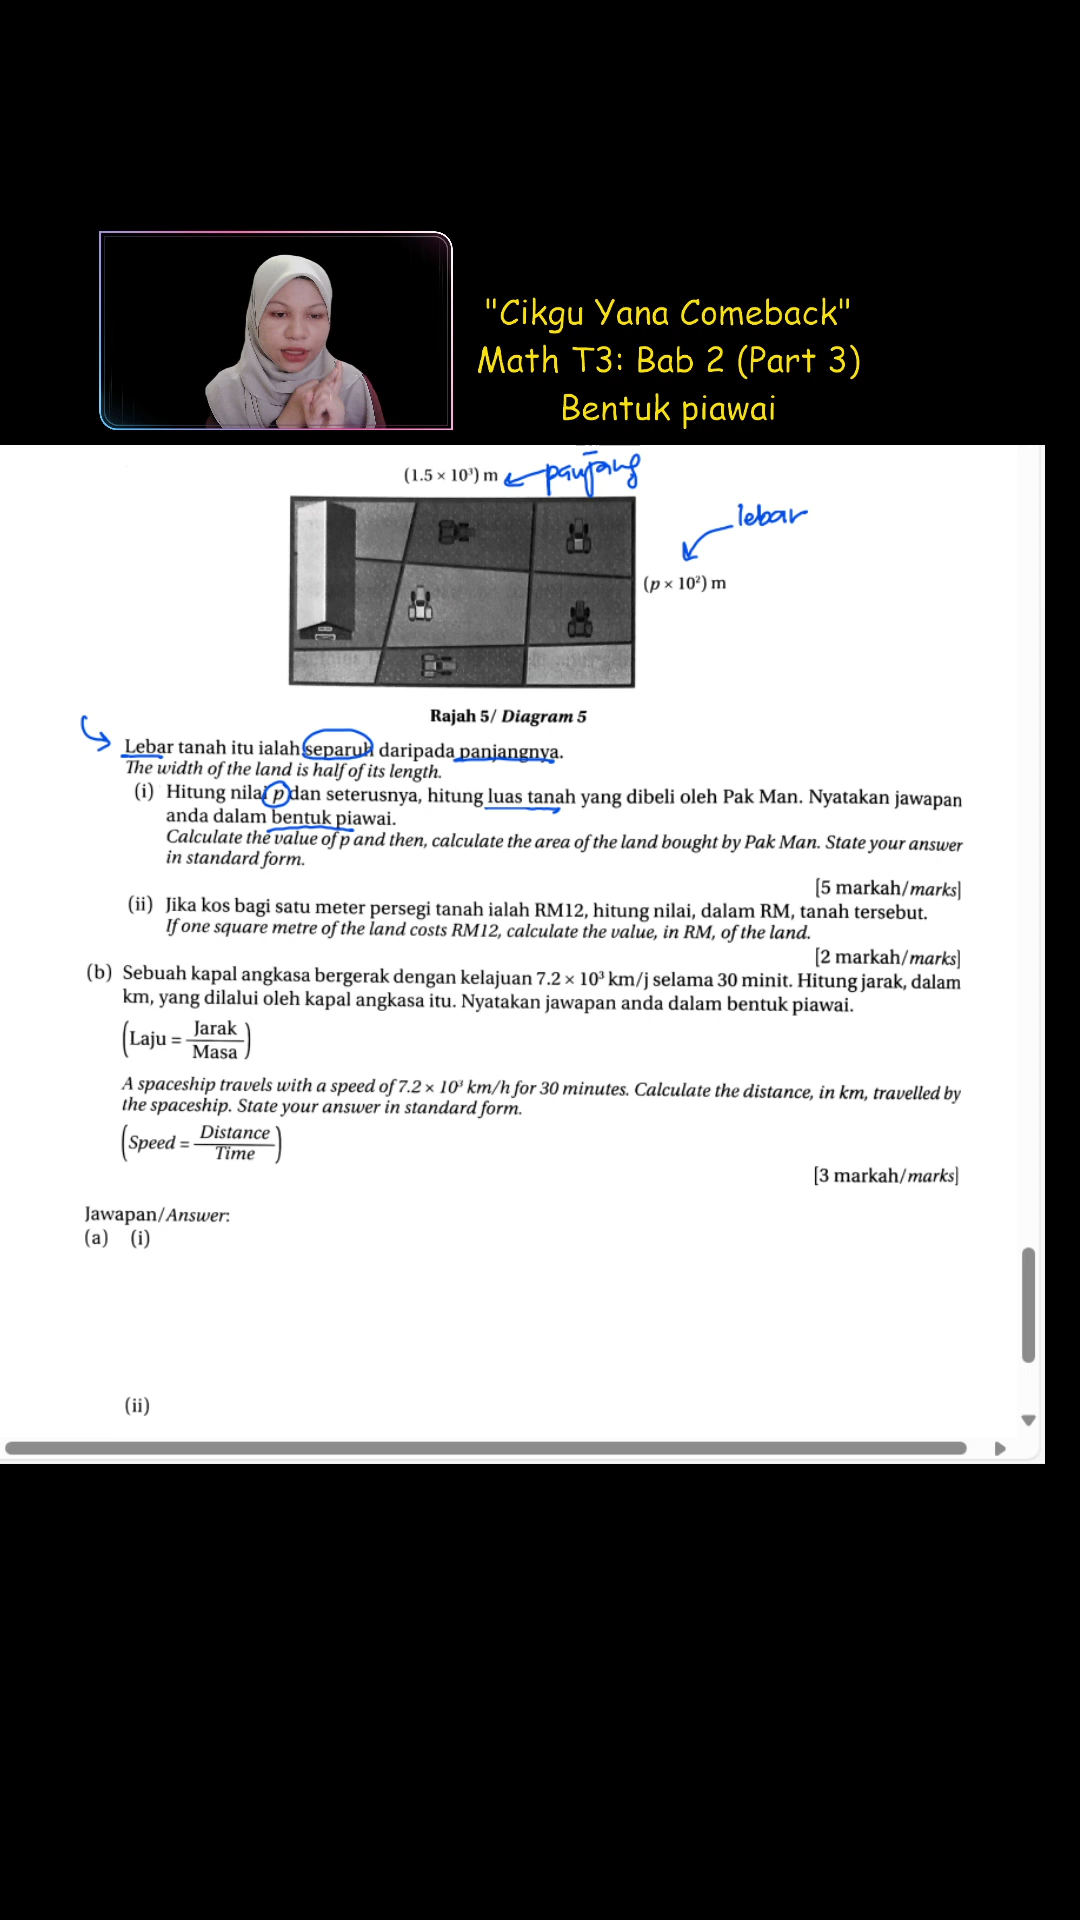 "Cikgu Yana Comeback"
Math T3: Bab 2 (Part 3)
Bentuk piawai
(1.5 × 10³) m
panjang
lebar
(p × 10²) m
Rajah 5/ Diagram 5
Lebar tanah itu ialah separuh daripada panjangnya.
The width of the land is half of its length.
(i) Hitung nilai p dan seterusnya, hitung luas tanah yang dibeli oleh Pak Man. Nyatakan jawapan
anda dalam bentuk piawai.
Calculate the value of p and then, calculate the area of the land bought by Pak Man. State your answer
in standard form.
[5 markah/marks]
(ii) Jika kos bagi satu meter persegi tanah ialah RM12, hitung nilai, dalam RM, tanah tersebut.
If one square metre of the land costs RM12, calculate the value, in RM, of the land.
[2 markah/marks]
(b) Sebuah kapal angkasa bergerak dengan kelajuan 7.2 × 10³ km/j selama 30 minit. Hitung jarak, dalam
km, yang dilalui oleh kapal angkasa itu. Nyatakan jawapan anda dalam bentuk piawai.
(Laju = Jarak
Masa)
A spaceship travels with a speed of 7.2 × 10³ km/h for 30 minutes. Calculate the distance, in km, travelled by
the spaceship. State your answer in standard form.
(Speed = Distance
Time)
[3 markah/marks]
Jawapan/Answer:
(a) (i)
(ii)